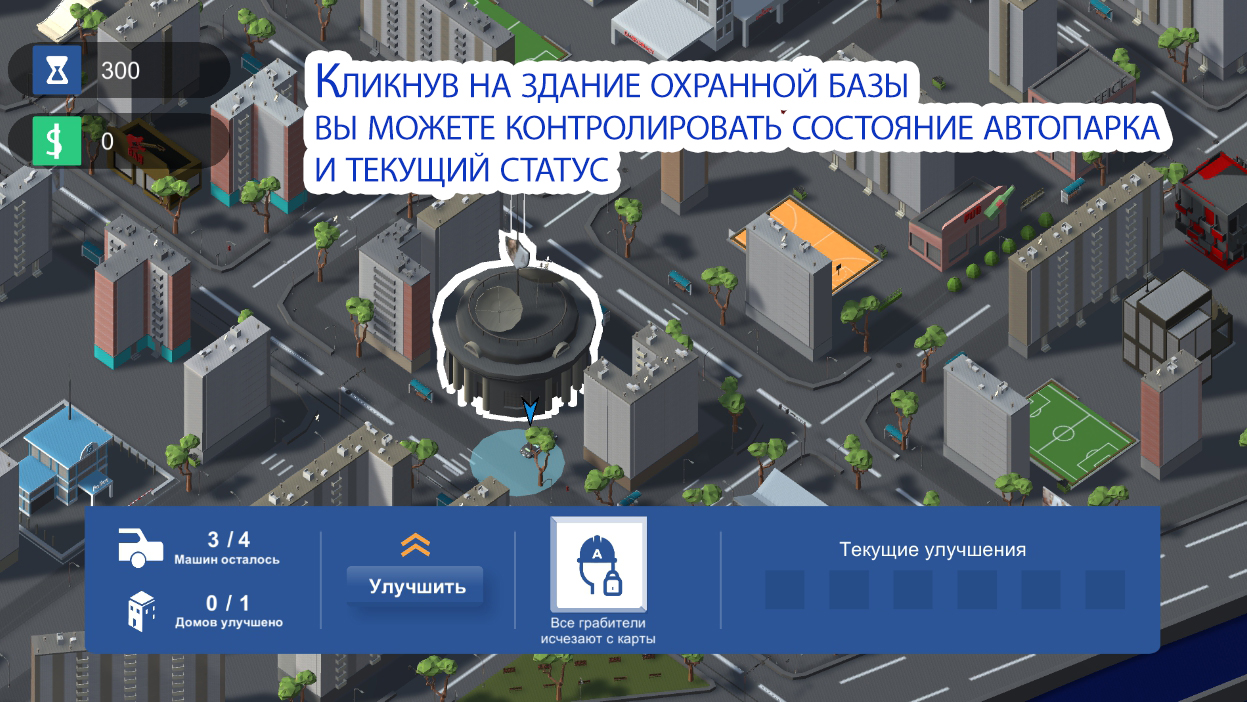 300
0
Кликнув на здание охранной базы
вы можете контролировать состояние автопарка
и текущий статус
3 / 4
Машин осталось
0 / 1
Домов улучшено
Улучшить
A
Все грабители
исчезают с карты
Текущие улучшения